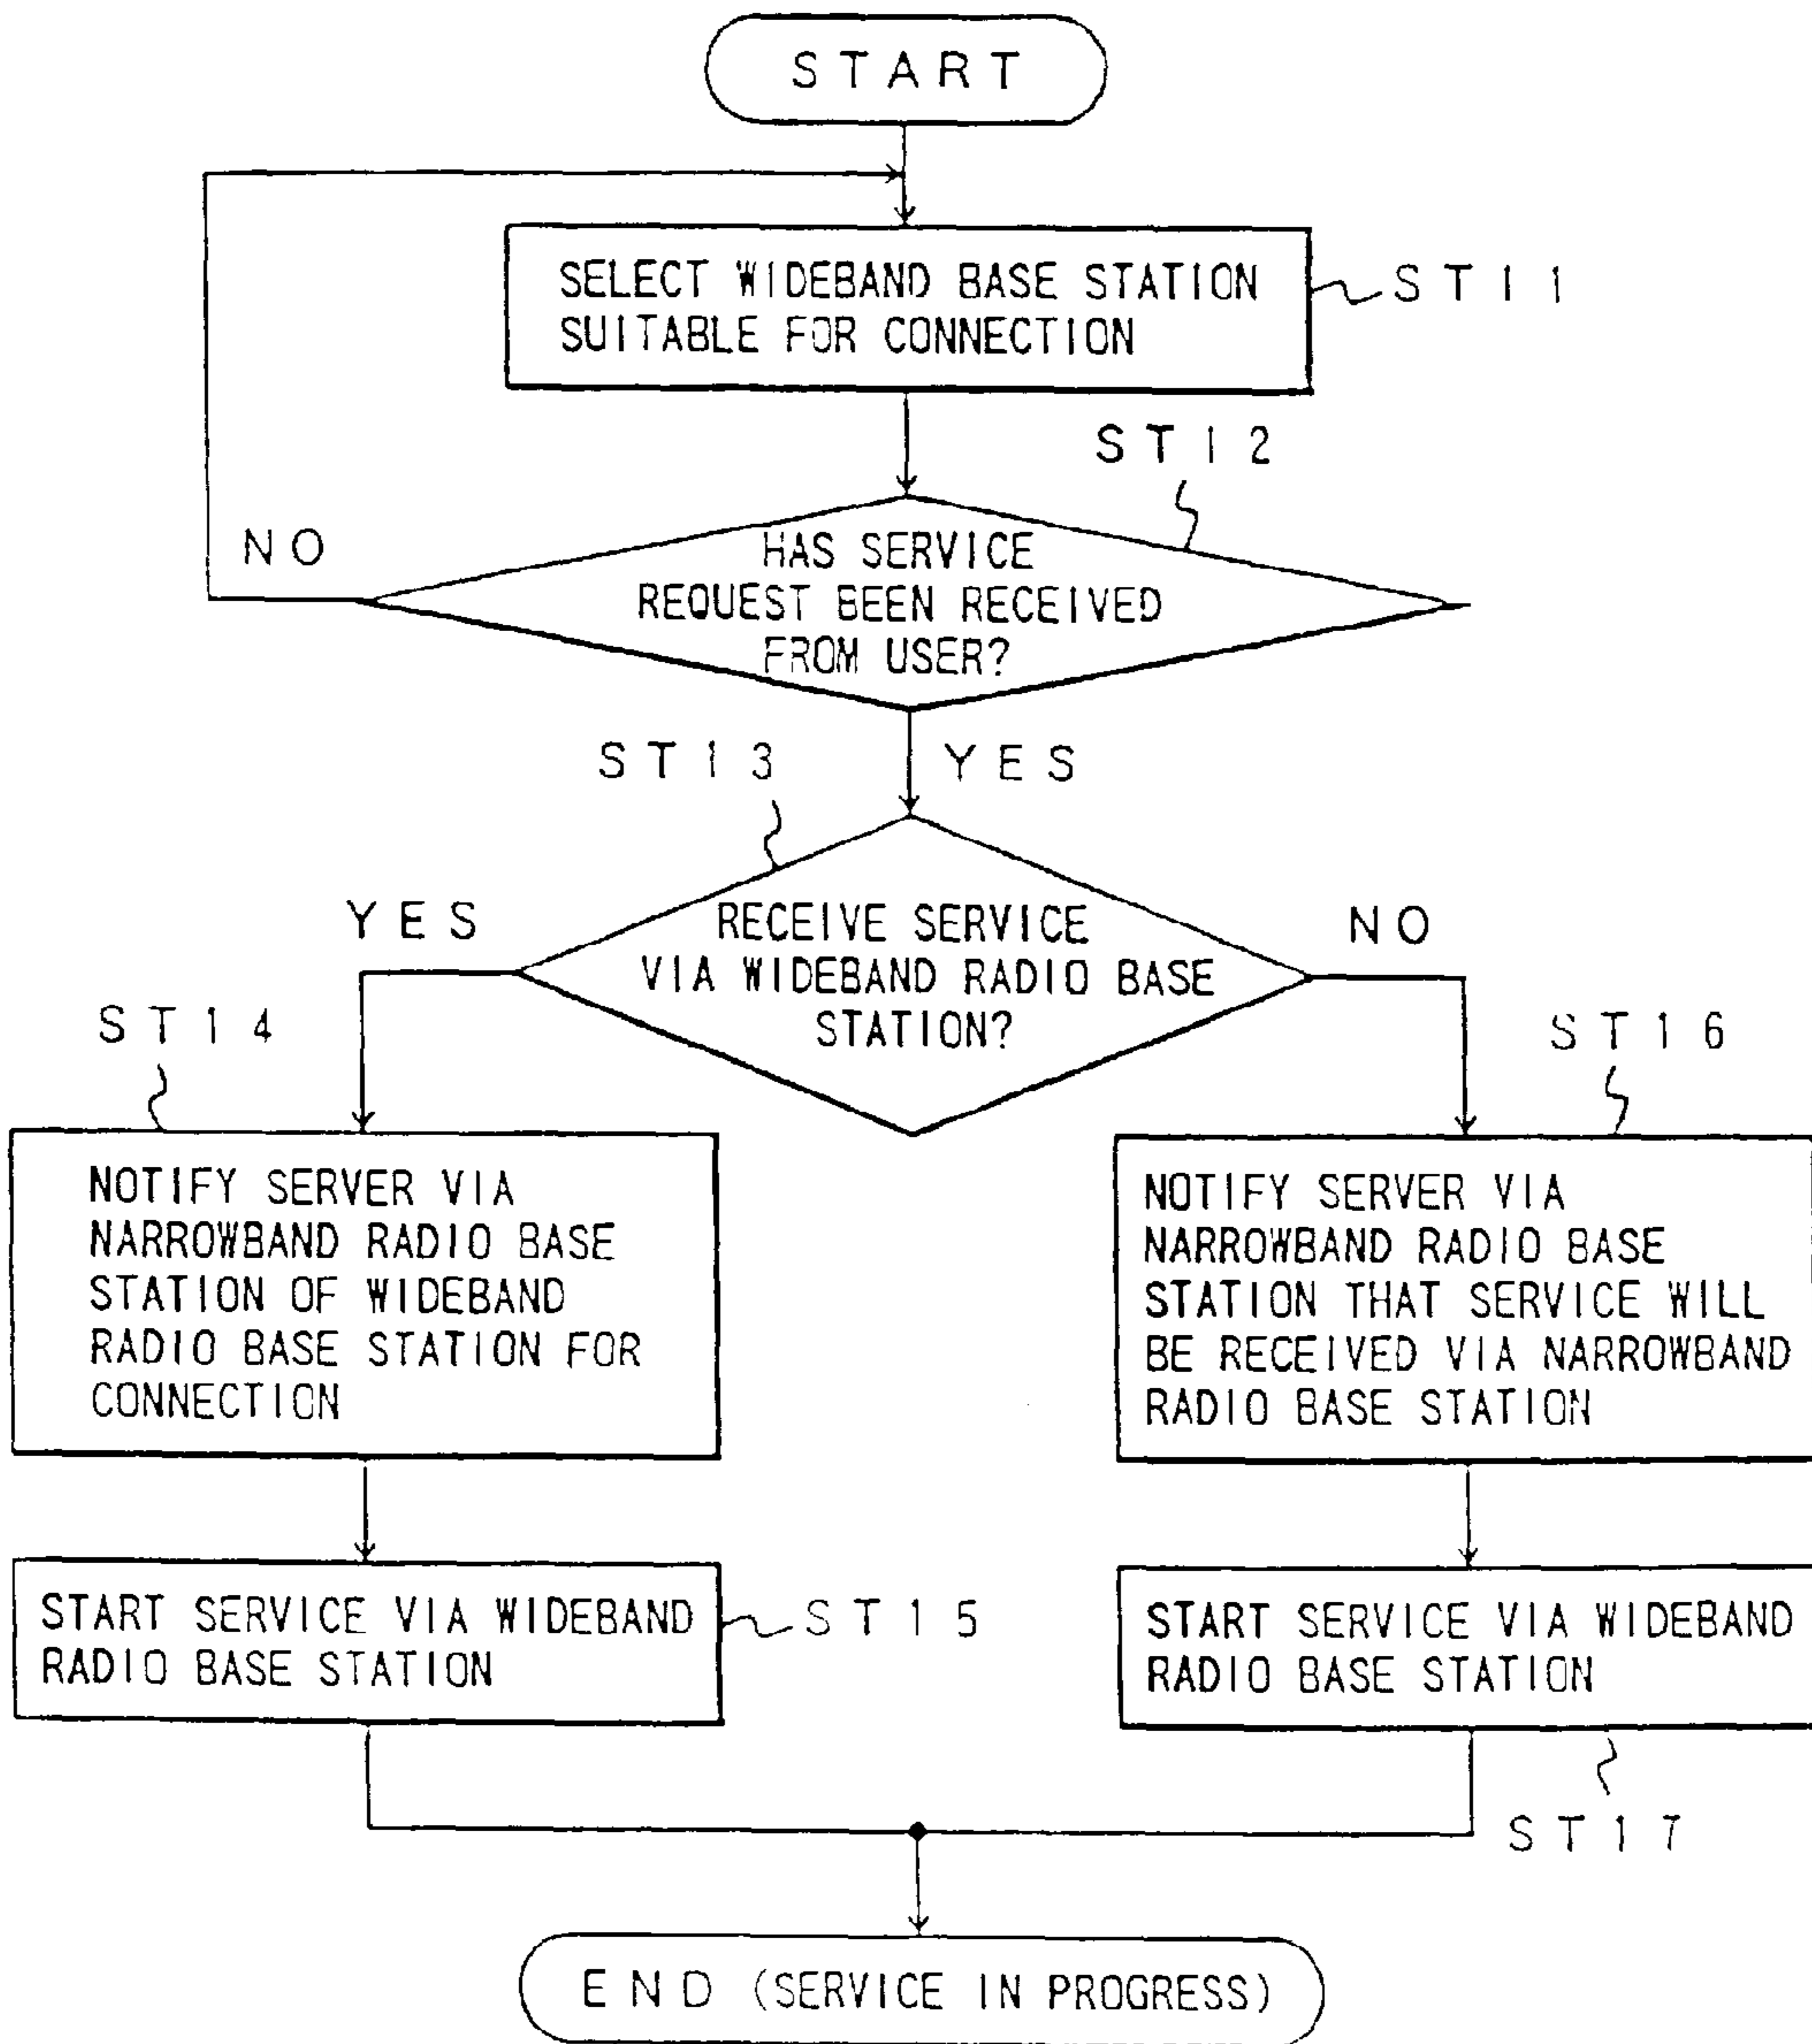 START
SELECT WIDEBAND BASE STATION
SUITABLE FOR CONNECTION
ST11
ST12
NO
HAS SERVICE
REQUEST BEEN RECEIVED
FROM USER?
ST13
YES
YES
RECEIVE SERVICE
VIA WIDEBAND RADIO BASE
STATION?
NO
ST14
ST16
NOTIFY SERVER VIA
NARROWBAND RADIO BASE
STATION OF WIDEBAND
RADIO BASE STATION FOR
CONNECTION
NOTIFY SERVER VIA
NARROWBAND RADIO BASE
STATION THAT SERVICE WILL
BE RECEIVED VIA NARROWBAND
RADIO BASE STATION
START SERVICE VIA WIDEBAND
RADIO BASE STATION
ST15
START SERVICE VIA WIDEBAND
RADIO BASE STATION
ST17
END (SERVICE IN PROGRESS)